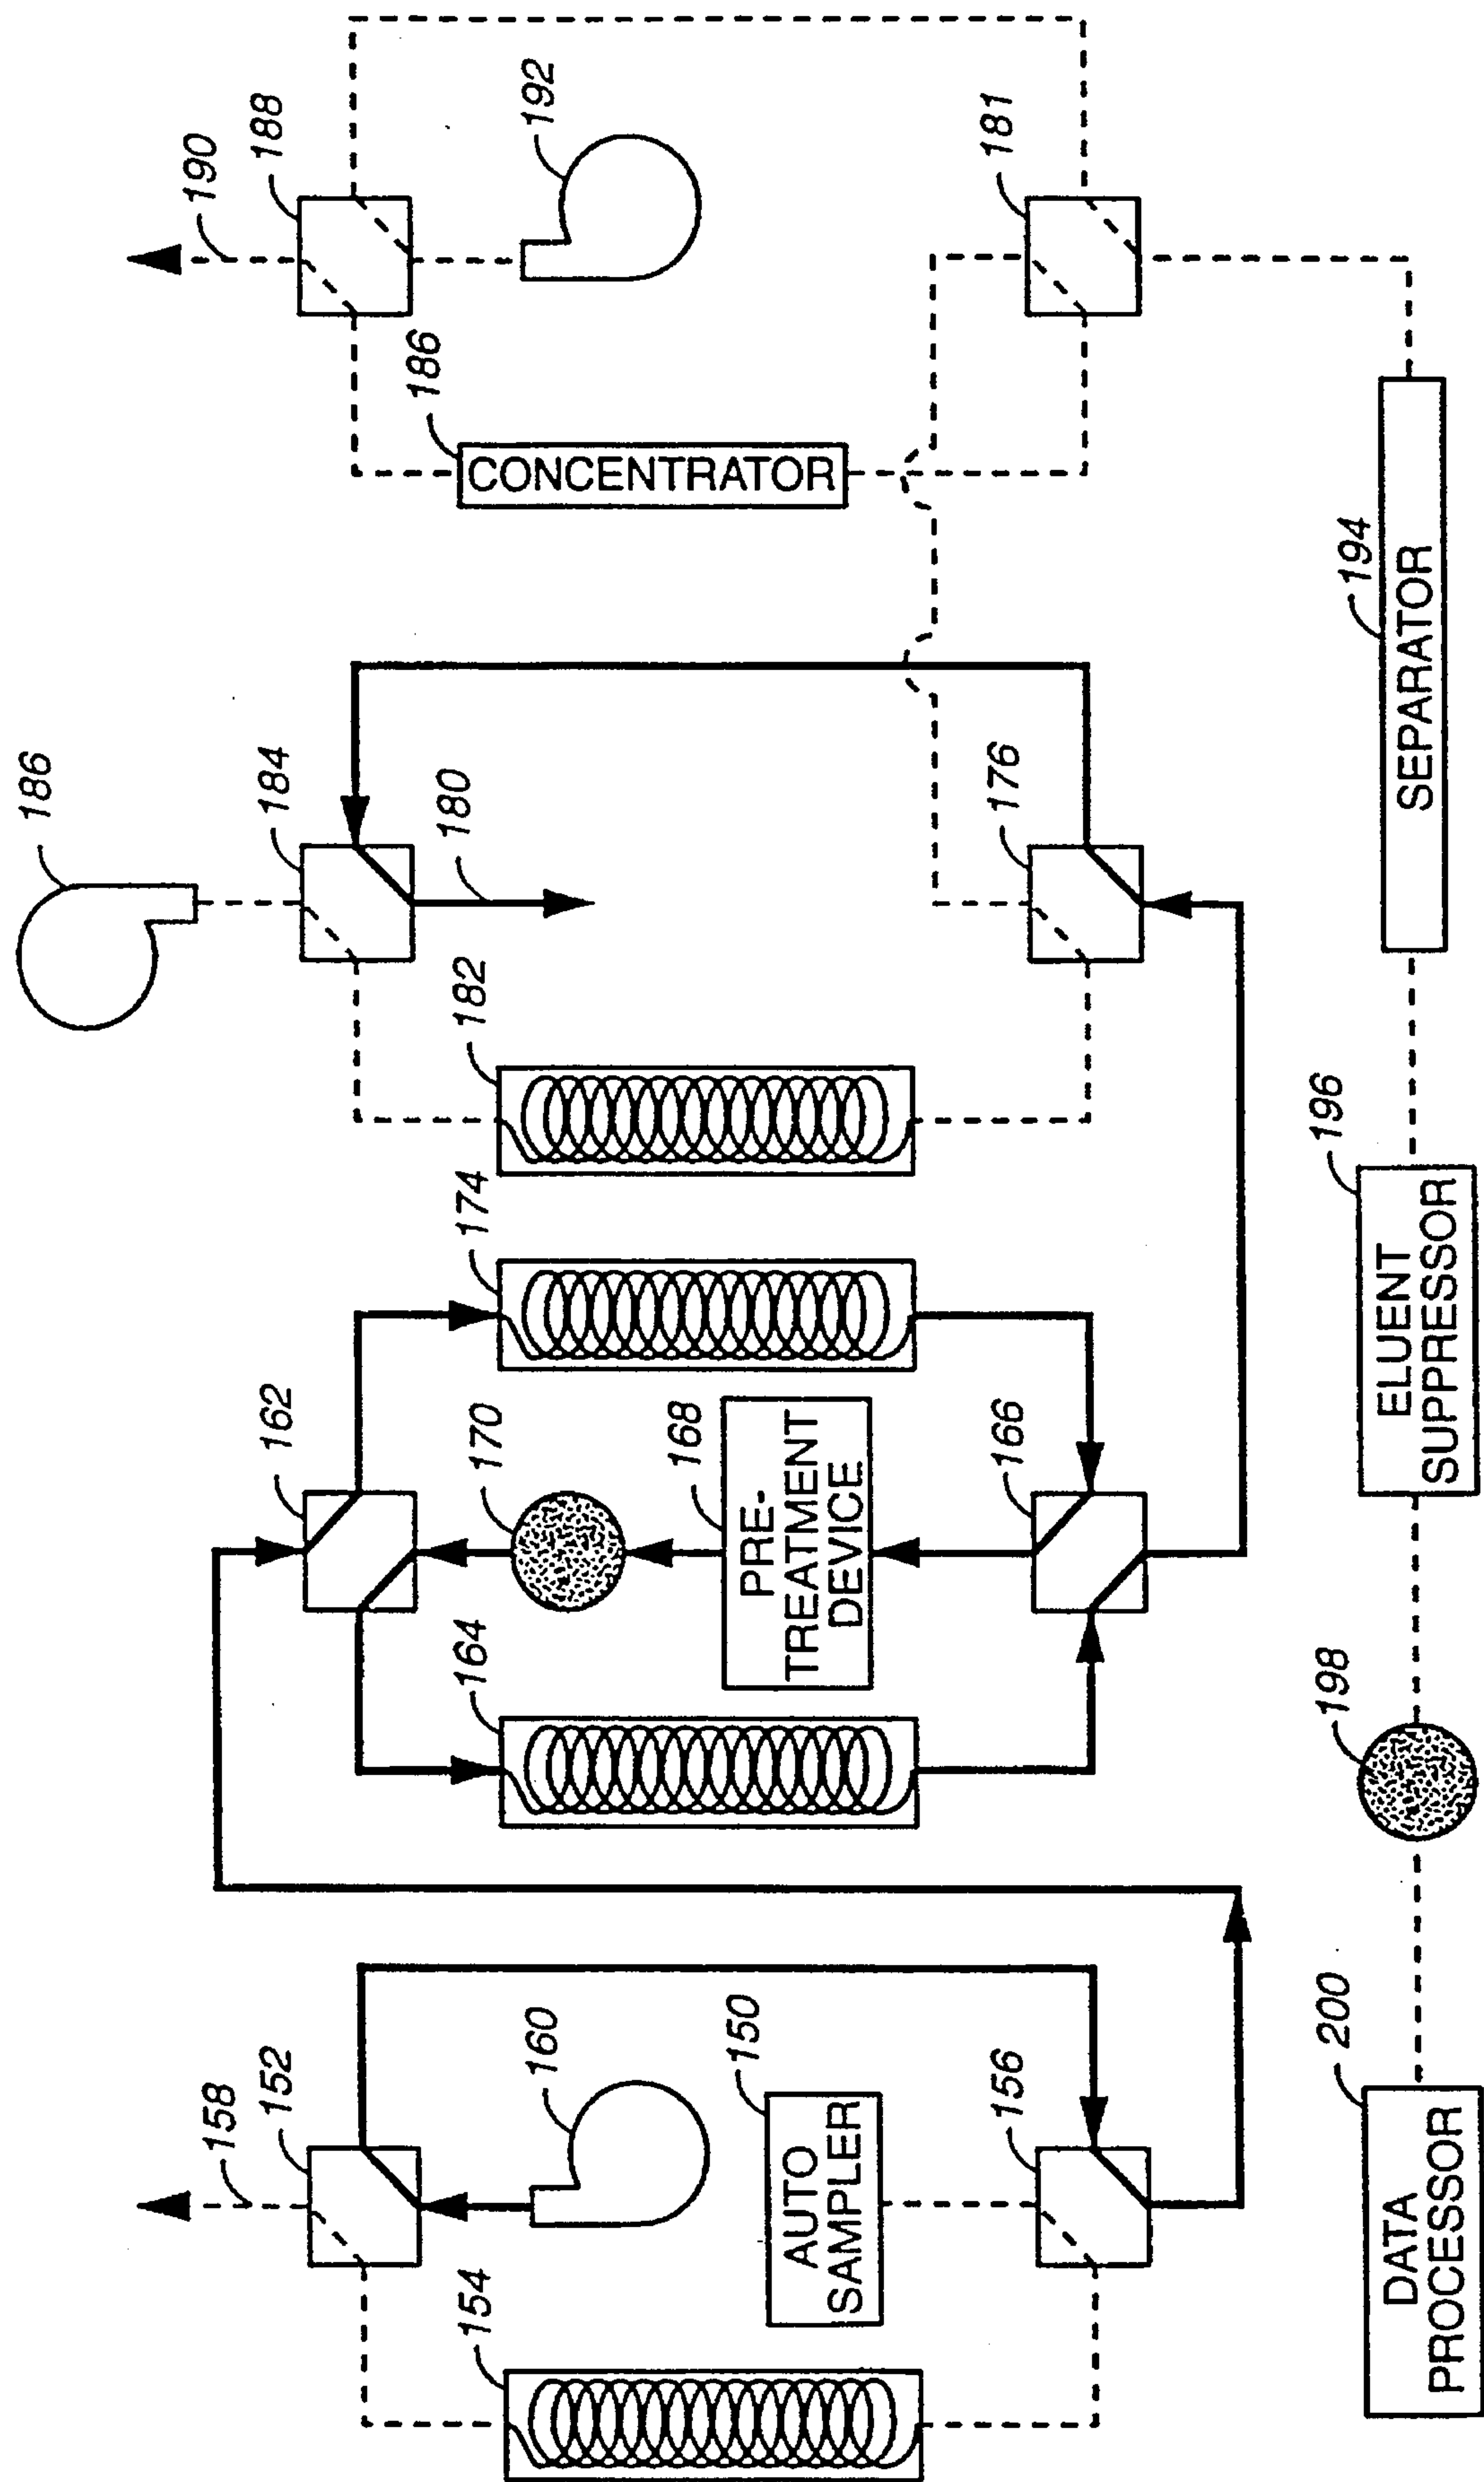 186
190
188
192
184
180
186
CONCENTRATOR
158
152
160
162
170
174
182
154
150
AUTO
SAMPLER
164
168
PRE-
TREATMENT
DEVICE
156
166
176
181
200
DATA
PROCESSOR
198
196
ELUENT
SUPPRESSOR
194
SEPARATOR